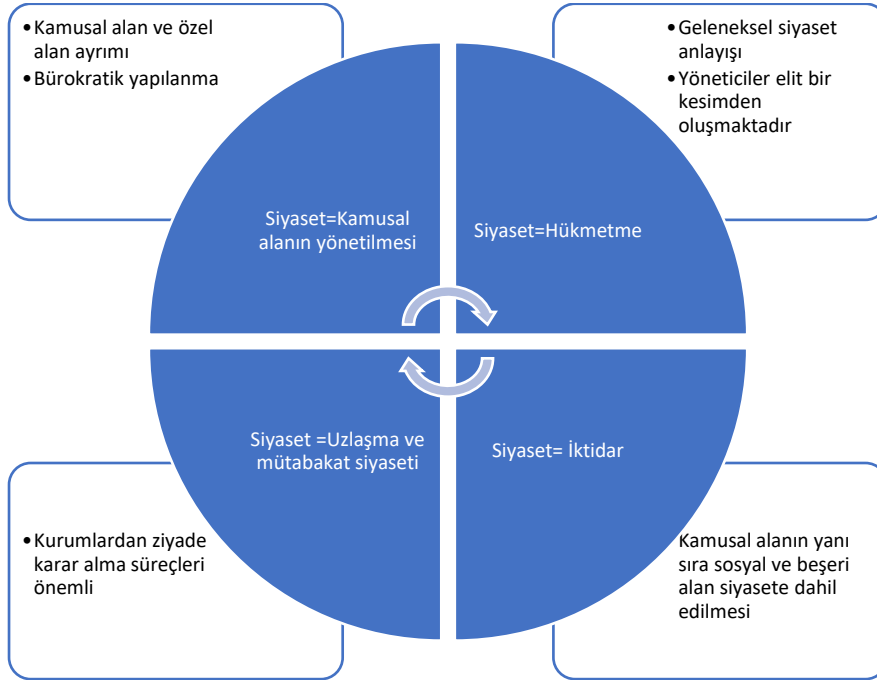 •Kamusal alan ve özel
alan ayrımı
•Bürokratik yapılanma
•Geleneksel siyaset
anlayışı
•Yöneticiler elit bir
kesimden
oluşmaktadır
Siyaset=Kamusal
alanın yönetilmesi
Siyaset=Hükmetme
Siyaset =Uzlaşma ve
mütabakat siyaseti
Siyaset= İktidar
•Kurumlardan ziyade
karar alma süreçleri
önemli
Kamusal alanın yanı
sıra sosyal ve beşeri
alan siyasete dahil
edilmesi